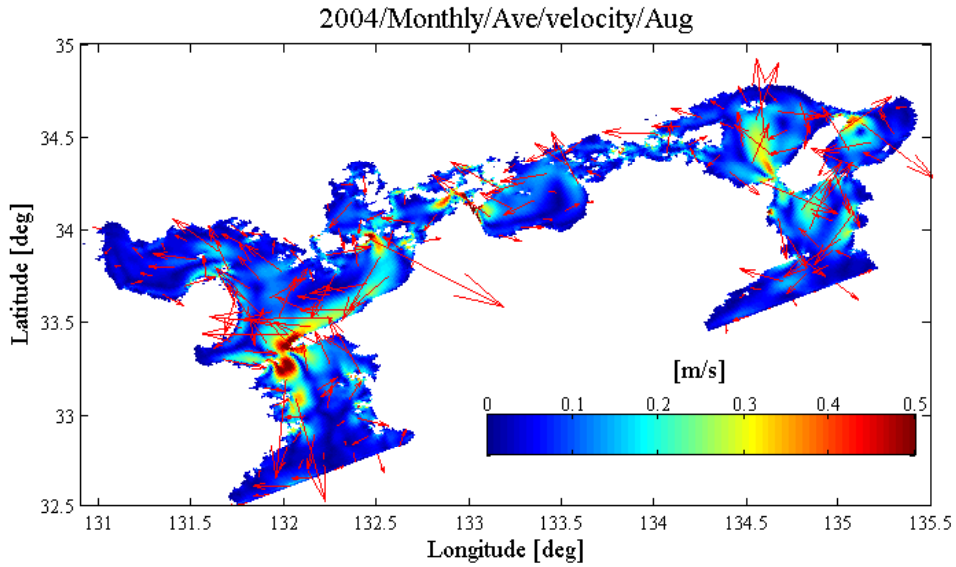 2004/Monthly/Ave/velocity/Aug
35
34.5
34
33.5
33
32.5
Latitude [deg]
[m/s]
0 0.1 0.2 0.3 0.4 0.5
131 131.5 132 132.5 133 133.5 134 134.5 135 135.5
Longitude [deg]